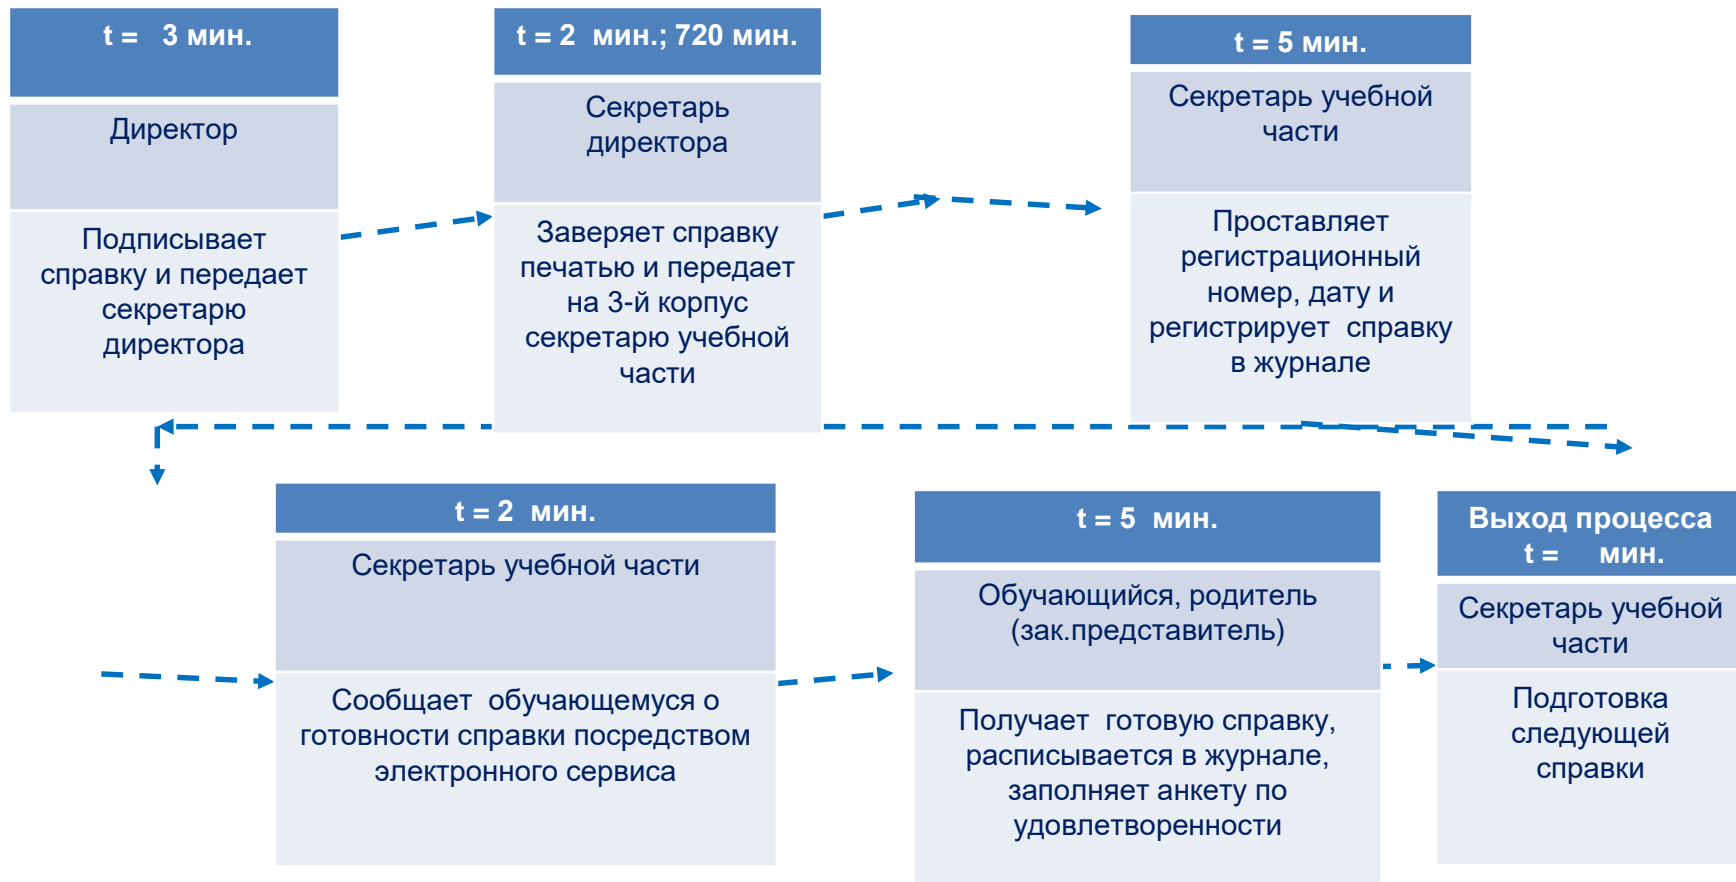 t = 3 мин.
Директор
Подписывает
справку и передает
секретарю
директора
t = 2 мин.; 720 мин.
Секретарь
директора
Заверяет справку
печатью и передает
на 3-й корпус
секретарю учебной
части
t = 5 мин.
Секретарь учебной
части
Проставляет
регистрационный
номер, дату и
регистрирует справку
в журнале
t = 2 мин.
Секретарь учебной части
Сообщает обучающемуся о
готовности справки посредством
электронного сервиса
t = 5 мин.
Обучающийся, родитель
(зак.представитель)
Получает готовую справку,
расписывается в журнале,
заполняет анкету по
удовлетворенности
Выход процесса
t = мин.
Секретарь учебной
части
Подготовка
следующей
справки